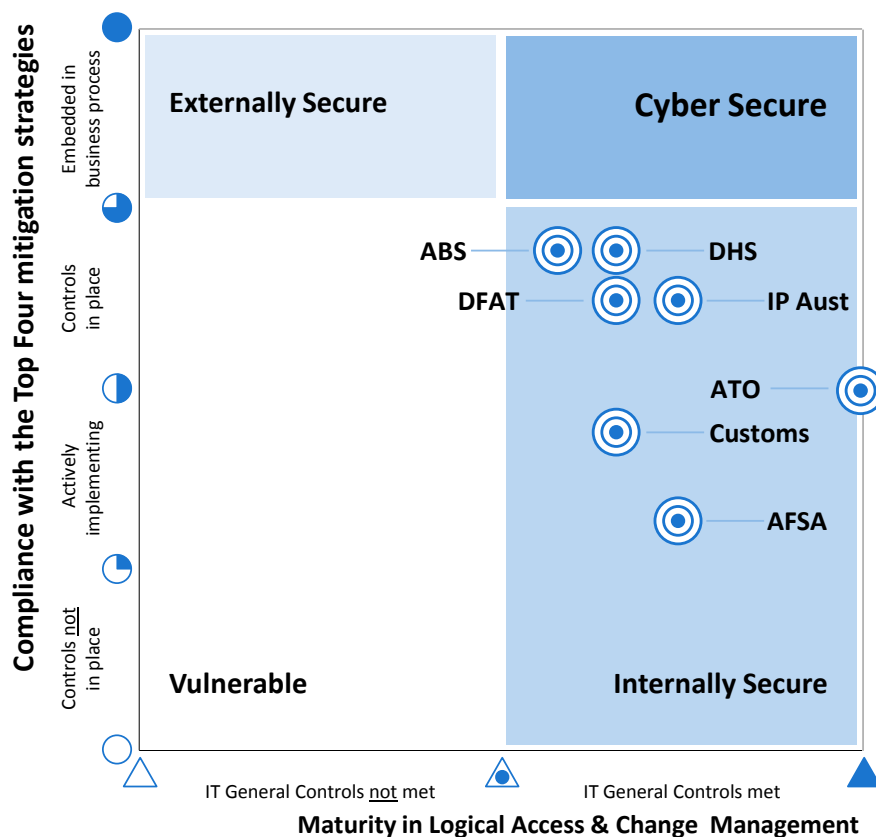 Compliance with the Top Four mitigation strategies
Embedded in
business process
Controls
in place
Actively
implementing
Controls not
in place
Externally Secure
Cyber Secure
ABS
DHS
DFAT
IP Aust
ATO
Customs
AFSA
Vulnerable
Internally Secure
IT General Controls not met
IT General Controls met
Maturity in Logical Access & Change Management